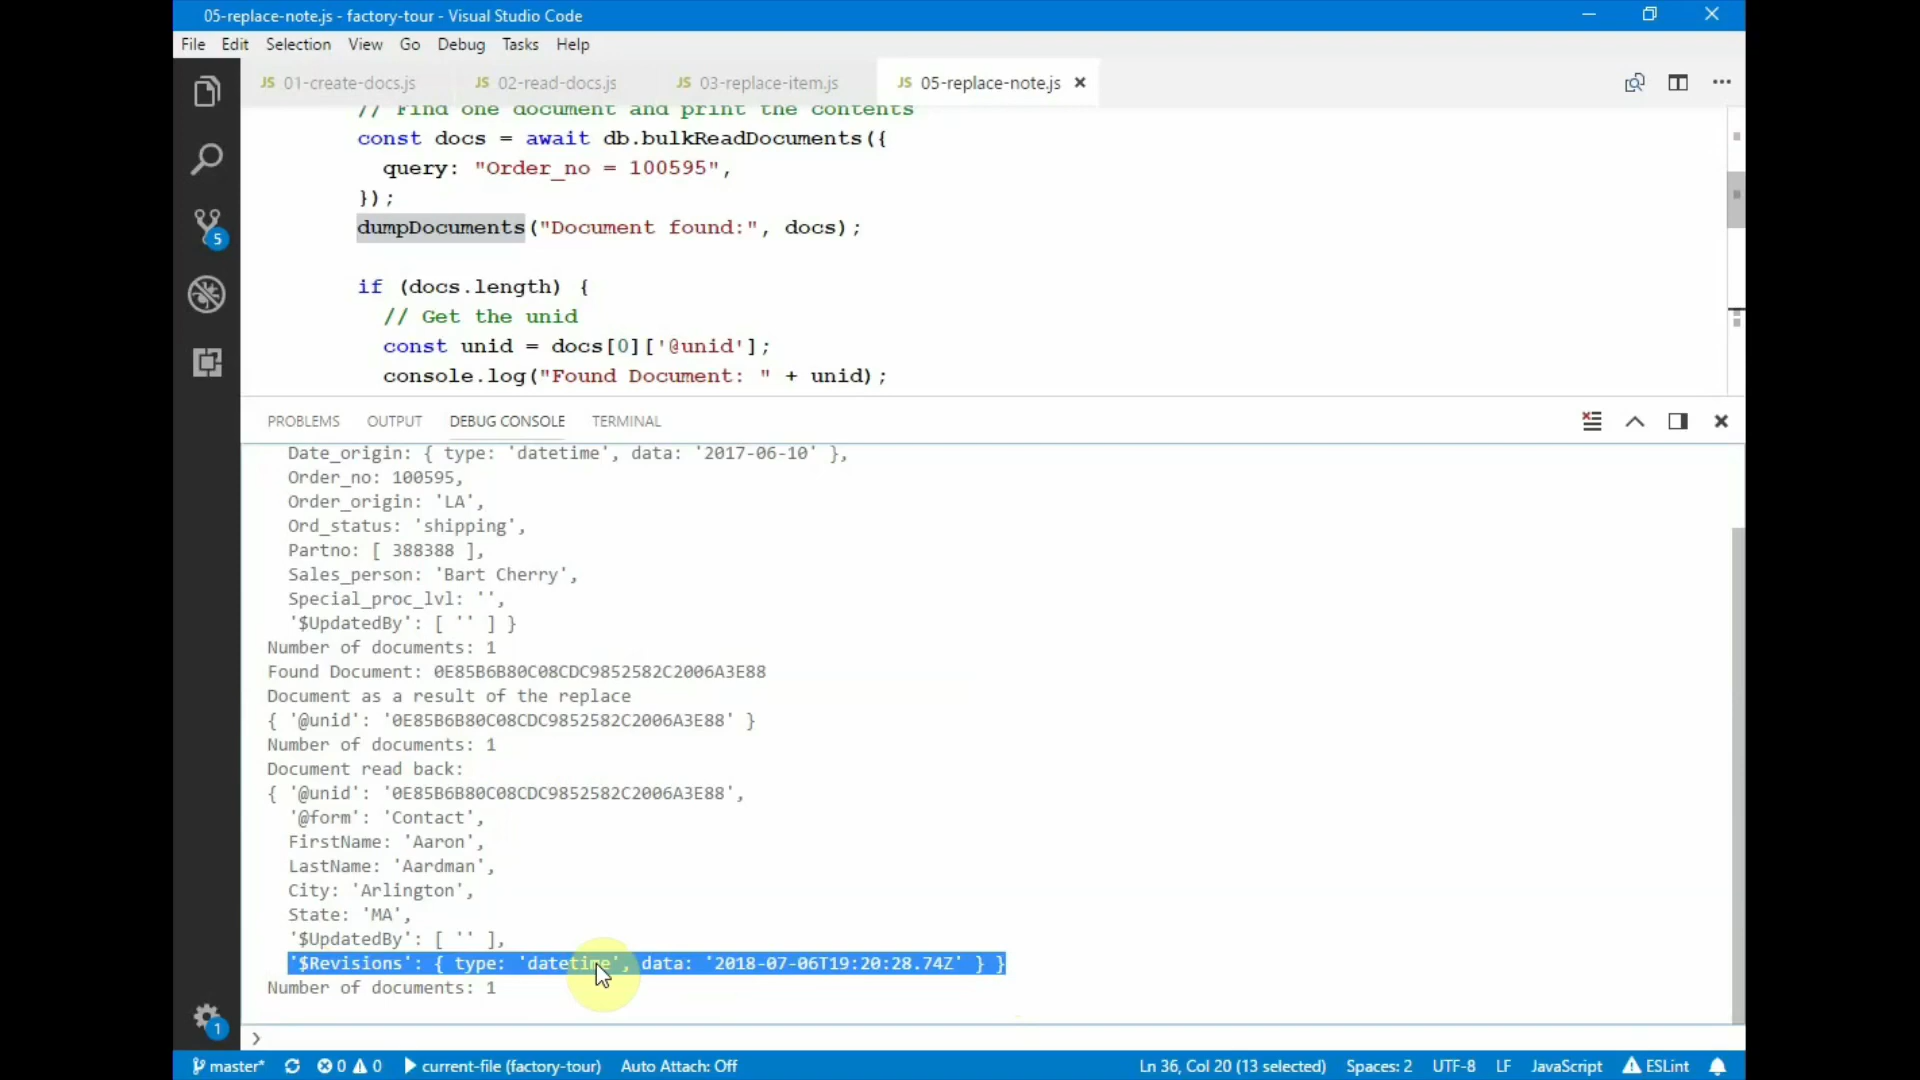 05-replace-note.js - factory-tour - Visual Studio Code
File Edit Selection View Go Debug Tasks Help
JS 01-create-docs.js JS 02-read-docs.js JS 03-replace-item.js JS 05-replace-note.js
// Find one document and print the contents
const docs = await db.bulkReadDocuments({
query: "Order_no = 100595",
});
dumpDocuments("Document found:", docs);
if (docs.length) {
// Get the unid
const unid = docs[0]['@unid'];
console.log("Found Document: " + unid);
5
PROBLEMS OUTPUT DEBUG CONSOLE TERMINAL
Date_origin: { type: 'datetime', data: '2017-06-10' },
Order_no: 100595,
Order_origin: 'LA',
Ord_status: 'shipping',
Partno: [ 388388 ],
Sales_person: 'Bart Cherry',
Special_proc_lvl: '',
'$UpdatedBy': [ '' ] }
Number of documents: 1
Found Document: 0E85B6B80C08CDC9852582C2006A3E88
Document as a result of the replace
{ '@unid': '0E85B6B80C08CDC9852582C2006A3E88' }
Number of documents: 1
Document read back:
{ '@unid': '0E85B6B80C08CDC9852582C2006A3E88',
'@form': 'Contact',
FirstName: 'Aaron',
LastName: 'Aardman',
City: 'Arlington',
State: 'MA',
'$UpdatedBy': [ '' ],
'$Revisions': { type: 'datetime', data: '2018-07-06T19:20:28.74Z' } }
Number of documents: 1
1
master* 0 0 current-file (factory-tour) Auto Attach: Off Ln 36, Col 20 (13 selected) Spaces: 2 UTF-8 LF JavaScript ESLint